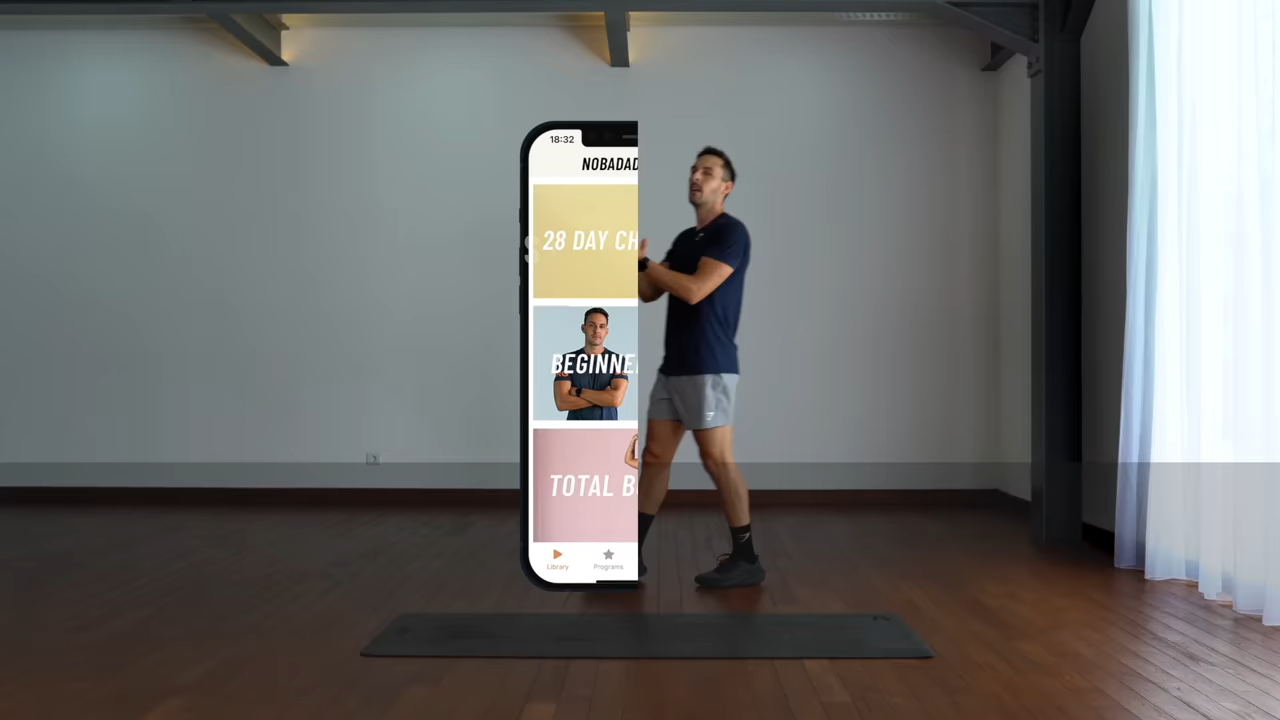 18:32
NOBADAD
28 DAY CH
BEGINNE
TOTAL B
Library
Programs